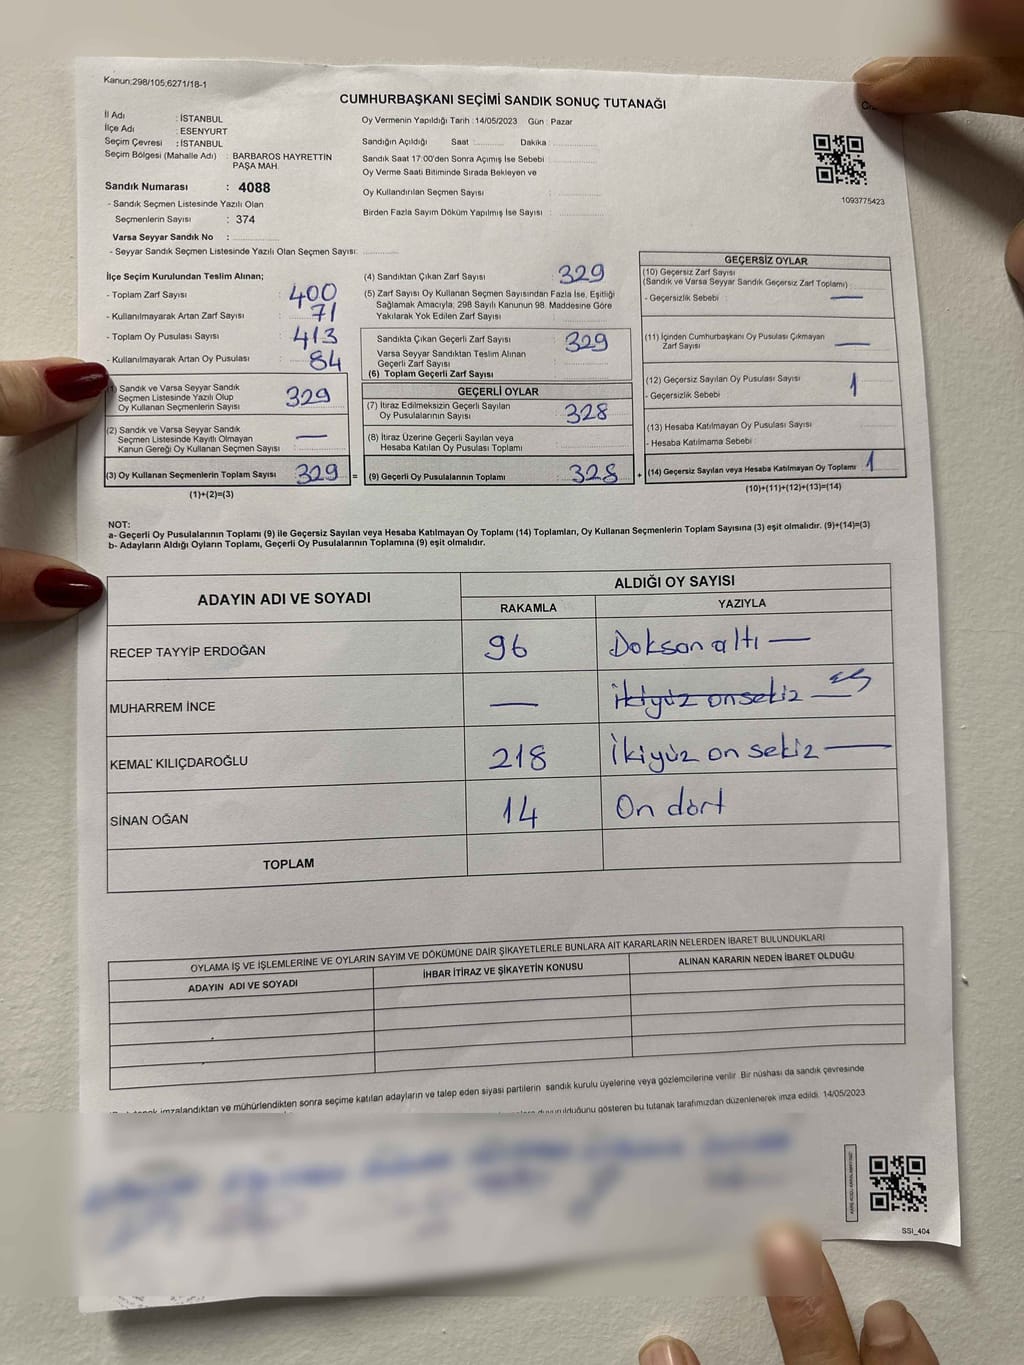 Kanun:298/105,6271/18-1
CUMHURBAŞKANI SEÇİMİ SANDIK SONUÇ TUTANAĞI
İl Adı : İSTANBUL
İlçe Adı : ESENYURT
Seçim Çevresi : İSTANBUL
Seçim Bölgesi (Mahalle Adı) : BARBAROS HAYRETTİN
PAŞA MAH.
Sandık Numarası : 4088
- Sandık Seçmen Listesinde Yazılı Olan
Seçmenlerin Sayısı : 374
Varsa Seyyar Sandık No :
- Seyyar Sandık Seçmen Listesinde Yazılı Olan Seçmen Sayısı:
Oy Vermenin Yapıldığı Tarih : 14/05/2023 Gün : Pazar
Sandığın Açıldığı Saat Dakika :
Sandık Saat 17:00'den Sonra Açımış İse Sebebi :
Oy Verme Saati Bitiminde Sırada Bekleyen ve
Oy Kullandırılan Seçmen Sayısı :
Birden Fazla Sayım Döküm Yapılmış İse Sayısı :
1093775423
İlçe Seçim Kurulundan Teslim Alınan;
- Toplam Zarf Sayısı : 400
- Kullanılmayarak Artan Zarf Sayısı : 71
- Toplam Oy Pusulası Sayısı : 413
- Kullanılmayarak Artan Oy Pusulası : 84
(1) Sandık ve Varsa Seyyar Sandık
Seçmen Listesinde Yazılı Olup
Oy Kullanan Seçmenlerin Sayısı 329
(2) Sandık ve Varsa Seyyar Sandık
Seçmen Listesinde Kayıtlı Olmayan
Kanun Gereği Oy Kullanan Seçmen Sayısı —
(3) Oy Kullanan Seçmenlerin Toplam Sayısı 329 =
(1)+(2)=(3)
(4) Sandıktan Çıkan Zarf Sayısı : 329
(5) Zarf Sayısı Oy Kullanan Seçmen Sayısından Fazla İse, Eşitliği
Sağlamak Amacıyla, 298 Sayılı Kanunun 98. Maddesine Göre
Yakılarak Yok Edilen Zarf Sayısı
Sandıkta Çıkan Geçerli Zarf Sayısı : 329
Varsa Seyyar Sandıktan Teslim Alınan
Geçerli Zarf Sayısı
(6) Toplam Geçerli Zarf Sayısı
GEÇERLİ OYLAR
(7) İtiraz Edilmeksizin Geçerli Sayılan
Oy Pusulalarının Sayısı 328
(8) İtiraz Üzerine Geçerli Sayılan veya
Hesaba Katılan Oy Pusulası Toplamı
(9) Geçerli Oy Pusulalarının Toplamı 328 +
GEÇERSİZ OYLAR
(10) Geçersiz Zarf Sayısı
(Sandık ve Varsa Seyyar Sandık Geçersiz Zarf Toplamı) :
- Geçersizlik Sebebi : —
(11) İçinden Cumhurbaşkanı Oy Pusulası Çıkmayan
Zarf Sayısı —
(12) Geçersiz Sayılan Oy Pusulası Sayısı : 1
- Geçersizlik Sebebi
(13) Hesaba Katılmayan Oy Pusulası Sayısı :
- Hesaba Katılmama Sebebi
(14) Geçersiz Sayılan veya Hesaba Katılmayan Oy Toplamı 1
(10)+(11)+(12)+(13)=(14)
NOT:
a- Geçerli Oy Pusulalarının Toplamı (9) ile Geçersiz Sayılan veya Hesaba Katılmayan Oy Toplamı (14) Toplamları, Oy Kullanan Seçmenlerin Toplam Sayısına (3) eşit olmalıdır. (9)+(14)=(3)
b- Adayların Aldığı Oyların Toplamı, Geçerli Oy Pusulalarının Toplamına (9) eşit olmalıdır.
ADAYIN ADI VE SOYADI ALDIĞI OY SAYISI
RAKAMLA YAZIYLA
RECEP TAYYİP ERDOĞAN 96 Doksan altı —
MUHARREM İNCE — İkiyüz onsekiz —
KEMAL KILIÇDAROĞLU 218 İkiyüz on sekiz —
SİNAN OĞAN 14 On dört
TOPLAM
OYLAMA İŞ VE İŞLEMLERİNE VE OYLARIN SAYIM VE DÖKÜMÜNE DAİR ŞİKAYETLERLE BUNLARA AİT KARARLARIN NELERDEN İBARET BULUNDUKLARI
ADAYIN ADI VE SOYADI İHBAR İTİRAZ VE ŞİKAYETİN KONUSU ALINAN KARARIN NEDEN İBARET OLDUĞU
imzalandıktan ve mühürlendikten sonra seçime katılan adayların ve talep eden siyasi partilerin sandık kurulu üyelerine veya gözlemcilerine verilir. Bir nüshası da sandık çevresinde
duyurulduğunu gösteren bu tutanak tarafımızdan düzenlenerek imza edildi. 14/05/2023
SSI_404